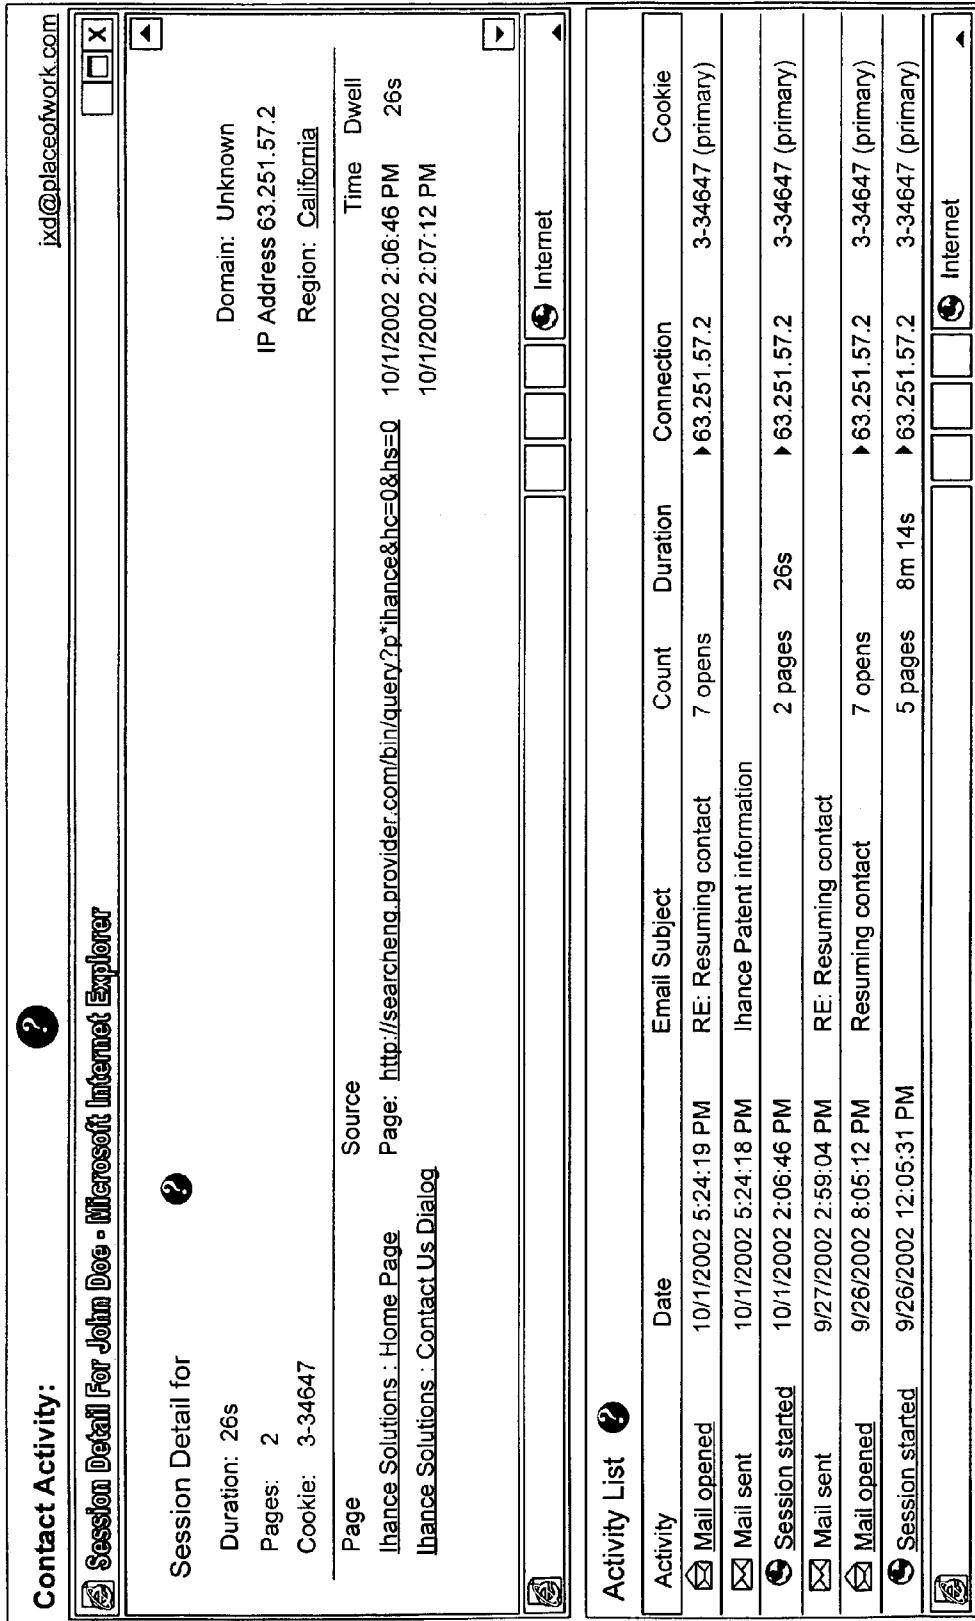 Contact Activity: jxd@placeofwork.com
Session Detail For John Doe - Microsoft Internet Explorer
Session Detail for
Duration: 26s Domain: Unknown
Pages: 2 IP Address 63.251.57.2
Cookie: 3-34647 Region: California
Page Source Time Dwell
Ihance Solutions : Home Page Page: http://searcheng.provider.com/bin/query?p*ihance&hc=0&hs=0 10/1/2002 2:06:46 PM 26s
Ihance Solutions : Contact Us Dialog 10/1/2002 2:07:12 PM
Internet
Activity List
Activity Date Email Subject Count Duration Connection Cookie
Mail opened 10/1/2002 5:24:19 PM RE: Resuming contact 7 opens 63.251.57.2 3-34647 (primary)
Mail sent 10/1/2002 5:24:18 PM Ihance Patent information
Session started 10/1/2002 2:06:46 PM 2 pages 26s 63.251.57.2 3-34647 (primary)
Mail sent 9/27/2002 2:59:04 PM RE: Resuming contact
Mail opened 9/26/2002 8:05:12 PM Resuming contact 7 opens 63.251.57.2 3-34647 (primary)
Session started 9/26/2002 12:05:31 PM 5 pages 8m 14s 63.251.57.2 3-34647 (primary)
Internet